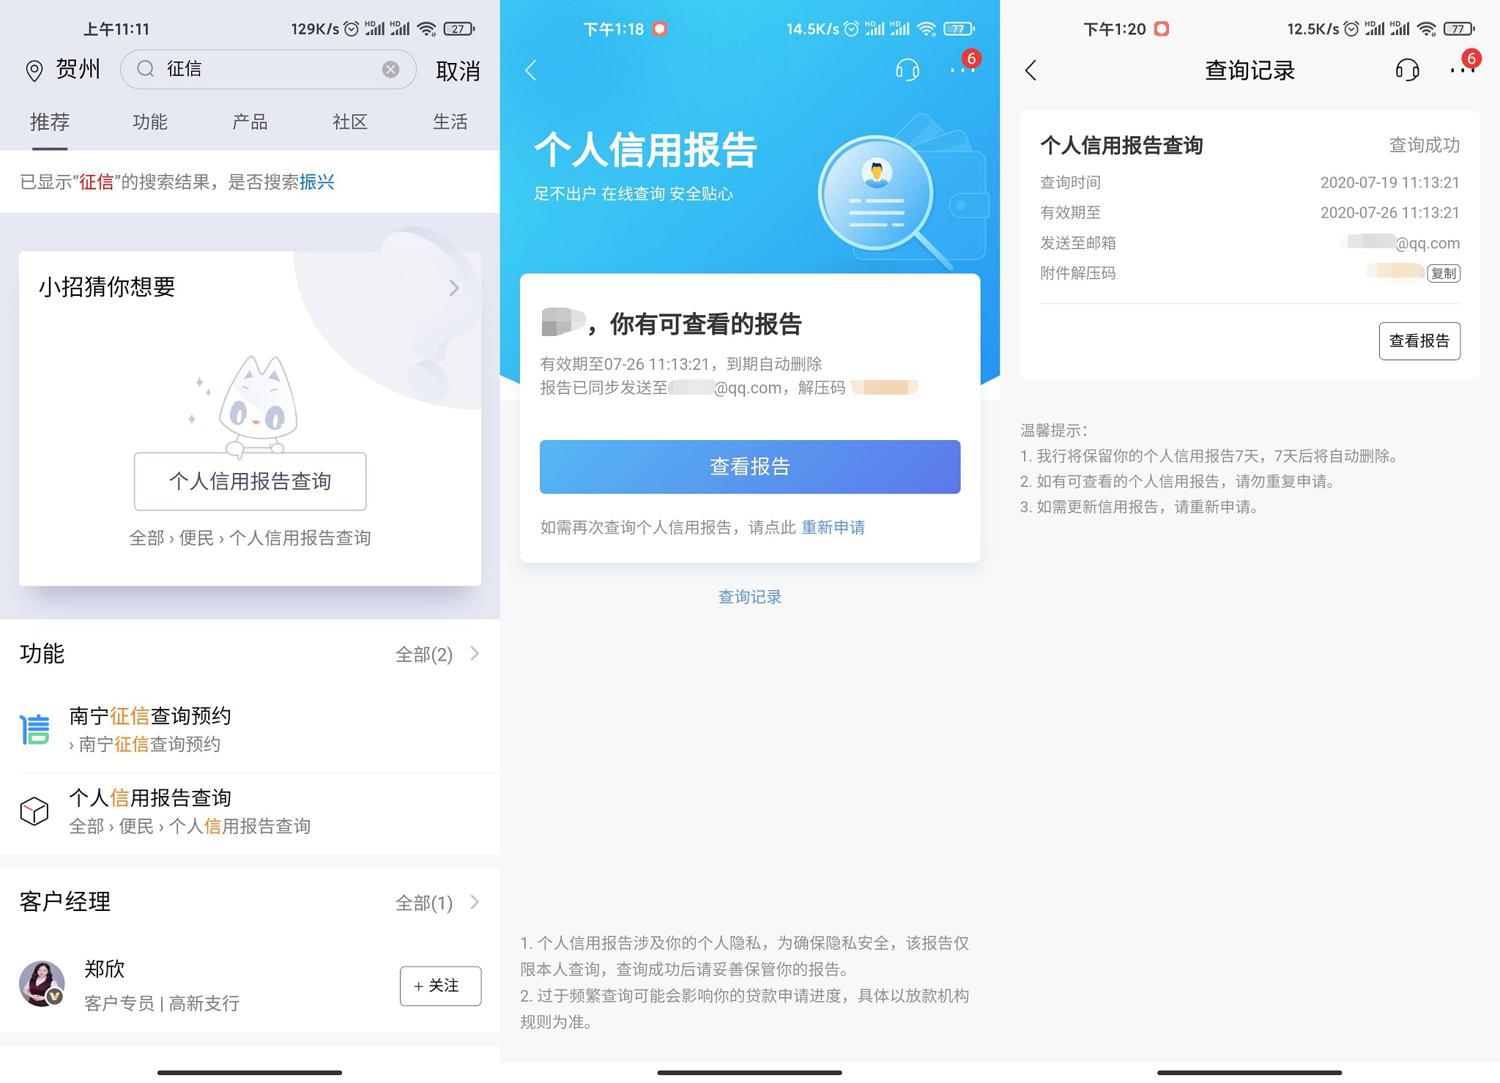 上午11:11
129K/s
HD
HD
27
贺州
征信
取消
推荐
功能
产品
社区
生活
已显示“征信”的搜索结果，是否搜索振兴
小招猜你想要
个人信用报告查询
全部 › 便民 › 个人信用报告查询
功能
全部(2)
南宁征信查询预约
› 南宁征信查询预约
个人信用报告查询
全部 › 便民 › 个人信用报告查询
客户经理
全部(1)
郑欣
客户专员 | 高新支行
+ 关注
下午1:18
14.5K/s
HD
HD
77
6
个人信用报告
足不出户 在线查询 安全贴心
，你有可查看的报告
有效期至07-26 11:13:21，到期自动删除
报告已同步发送至@qq.com，解压码
查看报告
如需再次查询个人信用报告，请点此 重新申请
查询记录
1. 个人信用报告涉及你的个人隐私，为确保隐私安全，该报告仅
限本人查询，查询成功后请妥善保管你的报告。
2. 过于频繁查询可能会影响你的贷款申请进度，具体以放款机构
规则为准。
下午1:20
12.5K/s
HD
HD
77
查询记录
6
个人信用报告查询
查询成功
查询时间
2020-07-19 11:13:21
有效期至
2020-07-26 11:13:21
发送至邮箱
@qq.com
附件解压码
复制
查看报告
温馨提示：
1. 我行将保留你的个人信用报告7天，7天后将自动删除。
2. 如有可查看的个人信用报告，请勿重复申请。
3. 如需更新信用报告，请重新申请。